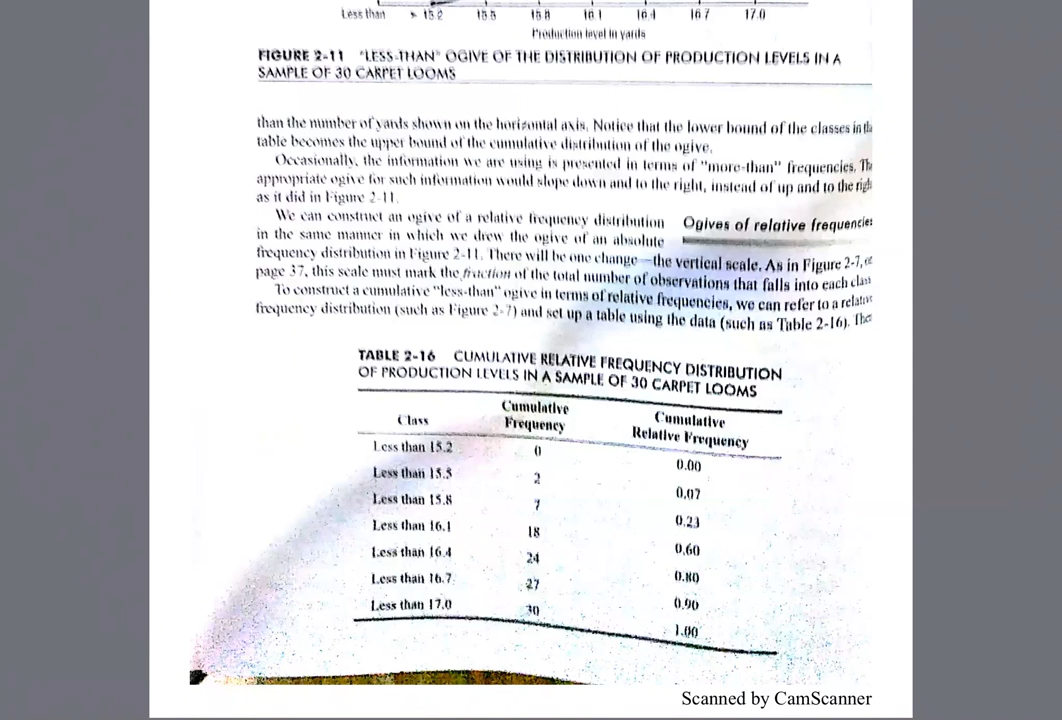 Less than 15.2 15.5 15.8 16.1 16.4 16.7 17.0
Production level in yards
FIGURE 2-11 "LESS-THAN" OGIVE OF THE DISTRIBUTION OF PRODUCTION LEVELS IN A
SAMPLE OF 30 CARPET LOOMS
than the number of yards shown on the horizontal axis. Notice that the lower bound of the classes in
table becomes the upper bound of the cumulative distribution of the ogive.
Occasionally, the information we are using is presented in terms of "more-than" frequencies.
appropriate ogive for such information would slope down and to the right, instead of up and to the
as it did in Figure 2-11.
We can construct an ogive of a relative frequency distribution
Ogives of relative frequencies
in the same manner in which we drew the ogive of an absolute
frequency distribution in Figure 2-11. There will be one change—the vertical scale. As in Figure 2-7,
page 37, this scale must mark the fraction of the total number of observations that falls into each
To construct a cumulative "less-than" ogive in terms of relative frequencies, we can refer to a
frequency distribution (such as Figure 2-7) and set up a table using the data (such as Table 2-16).
TABLE 2-16 CUMULATIVE RELATIVE FREQUENCY DISTRIBUTION
OF PRODUCTION LEVELS IN A SAMPLE OF 30 CARPET LOOMS
Class Cumulative Frequency Cumulative Relative Frequency
Less than 15.2 0 0.00
Less than 15.5 2 0.07
Less than 15.8 7 0.23
Less than 16.1 18 0.60
Less than 16.4 24 0.80
Less than 16.7 27 0.90
Less than 17.0 30 1.00
Scanned by CamScanner